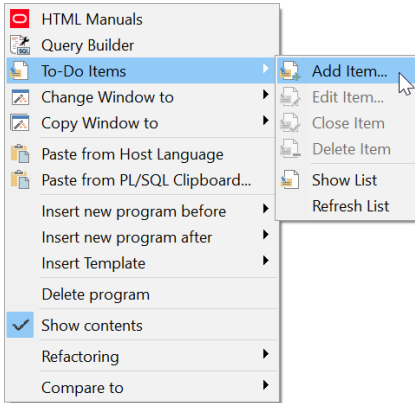 HTML Manuals
Query Builder
To-Do Items
Change Window to
Copy Window to
Paste from Host Language
Paste from PL/SQL Clipboard...
Insert new program before
Insert new program after
Insert Template
Delete program
Show contents
Refactoring
Compare to
Add Item...
Edit Item...
Close Item
Delete Item
Show List
Refresh List